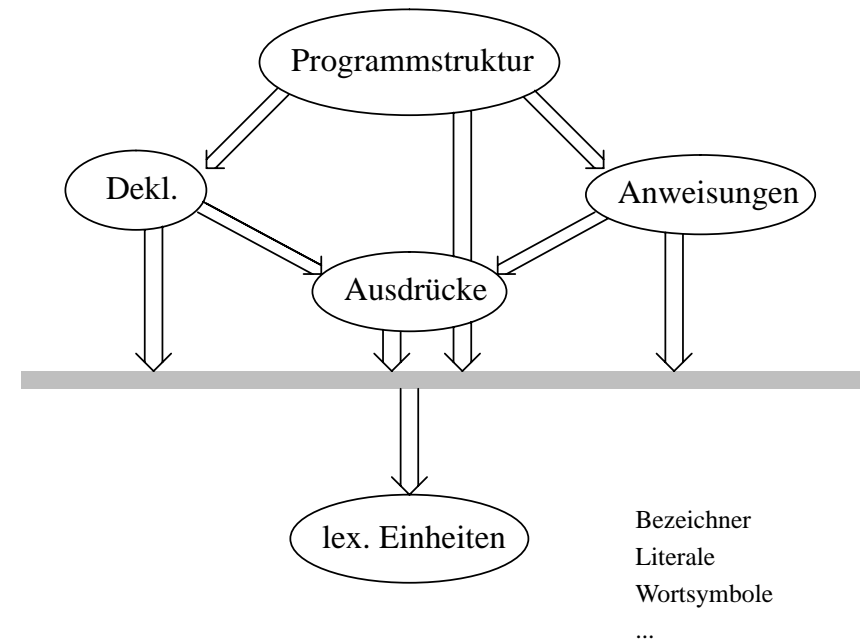 Programmstruktur
Dekl.
Anweisungen
Ausdrücke
lex. Einheiten
Bezeichner
Literale
Wortsymbole
...